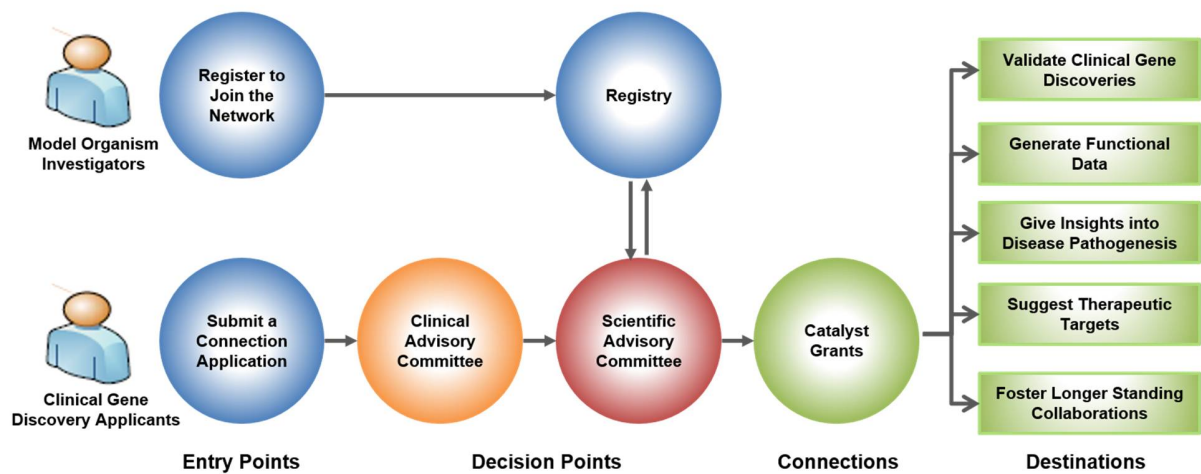 Model Organism
Investigators
Register to
Join the
Network
Registry
Clinical Gene
Discovery Applicants
Submit a
Connection
Application
Clinical
Advisory
Committee
Scientific
Advisory
Committee
Catalyst
Grants
Validate Clinical Gene
Discoveries
Generate Functional
Data
Give Insights into
Disease Pathogenesis
Suggest Therapeutic
Targets
Foster Longer Standing
Collaborations
Entry Points
Decision Points
Connections
Destinations